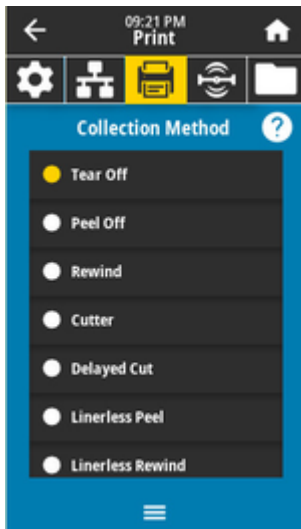 09:21 PM
Print
Collection Method
?
Tear Off
Peel Off
Rewind
Cutter
Delayed Cut
Linerless Peel
Linerless Rewind